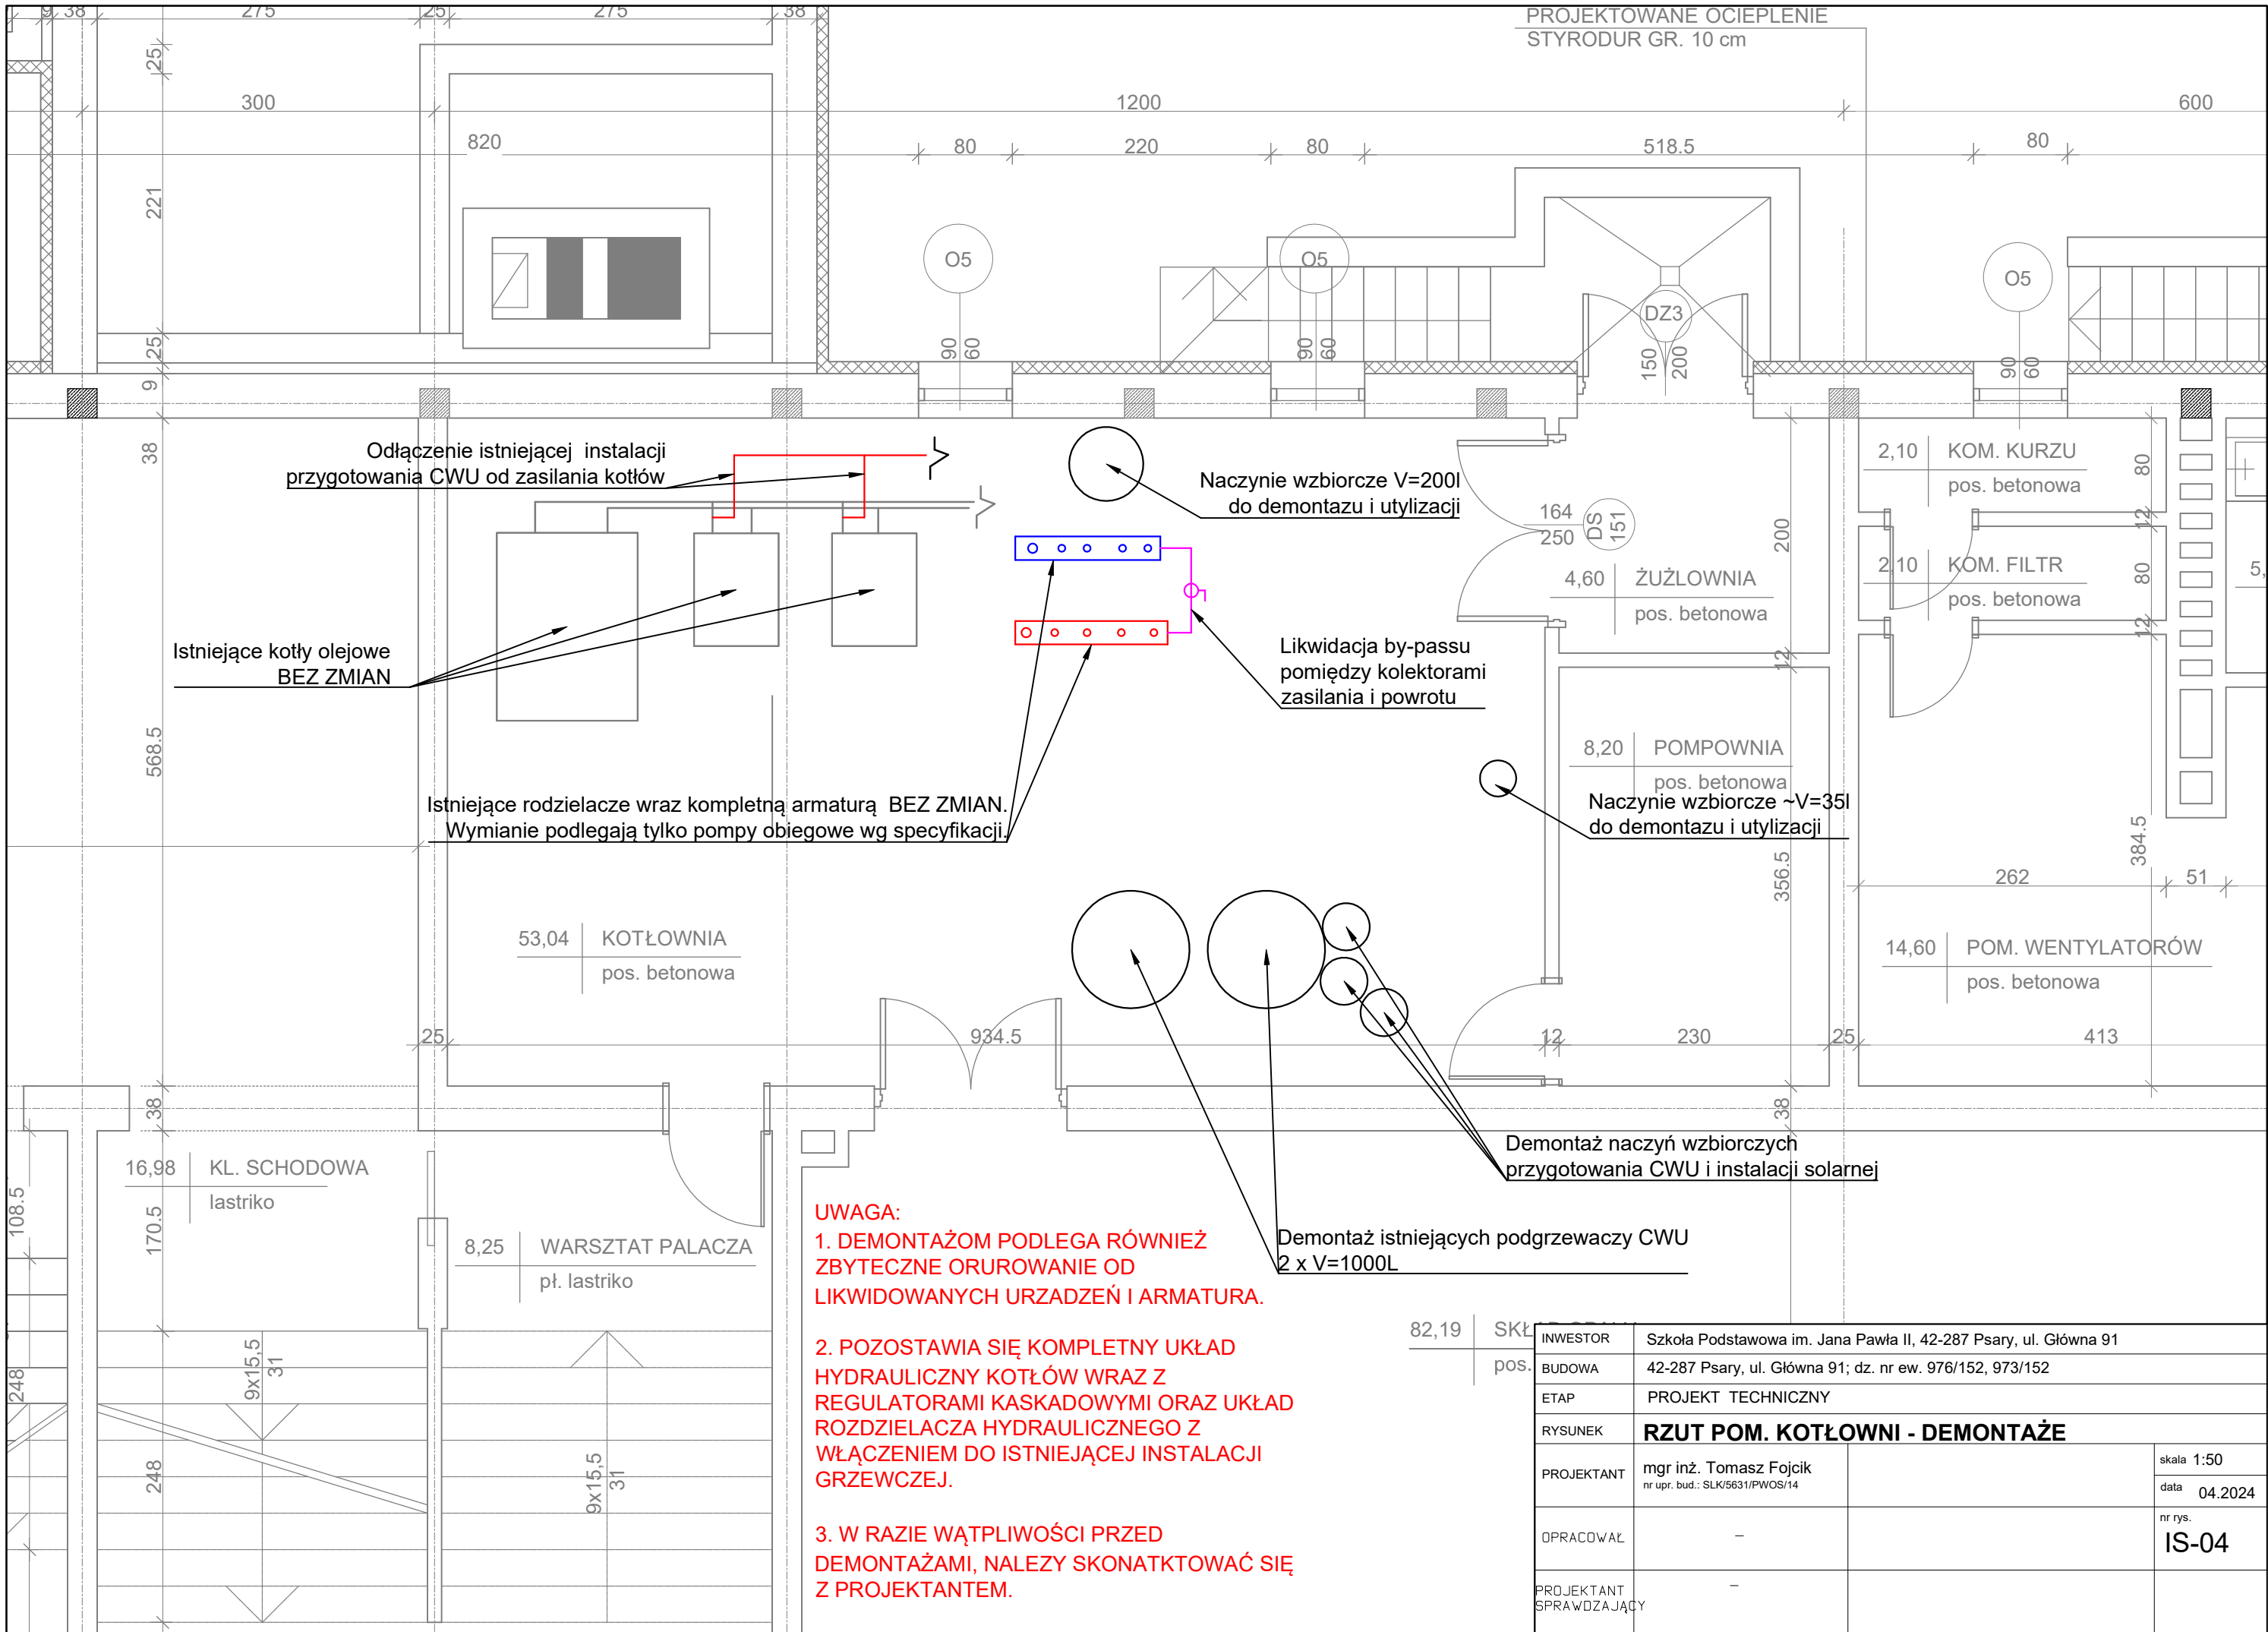 9 38 275 25 275 38
PROJEKTOWANE OCIEPLENIE
STYRODUR GR. 10 cm
25
300 1200 600
820 80 220 80 518.5 80
221
O5 O5 O5
DZ3
25
90 60
90 60
150 200
90 60
9
38
Odłączenie istniejącej instalacji
przygotowania CWU od zasilania kotłów
Naczynie wzbiorcze V=200l
do demontazu i utylizacji
164
250
DS
151
200
2,10 KOM. KURZU
pos. betonowa
80
12
2,10 KOM. FILTR
pos. betonowa
80
12
5,
4,60 ŻUŻLOWNIA
pos. betonowa
12
Istniejące kotły olejowe
BEZ ZMIAN
Likwidacja by-passu
pomiędzy kolektorami
zasilania i powrotu
568.5
8,20 POMPOWNIA
pos. betonowa
Naczynie wzbiorcze ~V=35l
do demontazu i utylizacji
Istniejące rodzielacze wraz kompletną armaturą BEZ ZMIAN.
Wymianie podlegają tylko pompy obiegowe wg specyfikacji.
356.5
384.5
262 51
53,04 KOTŁOWNIA
pos. betonowa
14,60 POM. WENTYLATORÓW
pos. betonowa
25 934.5 12 230 25 413
38
38
Demontaż naczyń wzbiorczych
przygotowania CWU i instalacji solarnej
16,98 KL. SCHODOWA
lastriko
108.5
170.5
8,25 WARSZTAT PALACZA
pł. lastriko
Demontaż istniejących podgrzewaczy CWU
2 x V=1000L
UWAGA:
1. DEMONTAŻOM PODLEGA RÓWNIEŻ
ZBYTECZNE ORUROWANIE OD
LIKWIDOWANYCH URZADZEŃ I ARMATURA.
2. POZOSTAWIA SIĘ KOMPLETNY UKŁAD
HYDRAULICZNY KOTŁÓW WRAZ Z
REGULATORAMI KASKADOWYMI ORAZ UKŁAD
ROZDZIELACZA HYDRAULICZNEGO Z
WŁĄCZENIEM DO ISTNIEJĄCEJ INSTALACJI
GRZEWCZEJ.
3. W RAZIE WĄTPLIWOŚCI PRZED
DEMONTAŻAMI, NALEZY SKONATKTOWAĆ SIĘ
Z PROJEKTANTEM.
248
248
9x15,5
31
9x15,5
31
82,19
pos.
INWESTOR Szkoła Podstawowa im. Jana Pawła II, 42-287 Psary, ul. Główna 91
BUDOWA 42-287 Psary, ul. Główna 91; dz. nr ew. 976/152, 973/152
ETAP PROJEKT TECHNICZNY
RYSUNEK RZUT POM. KOTŁOWNI - DEMONTAŻE
PROJEKTANT mgr inż. Tomasz Fojcik
nr upr. bud.: SLK/5631/PWOS/14
skala 1:50
data 04.2024
OPRACOWAŁ –
nr rys.
IS-04
PROJEKTANT –
SPRAWDZAJĄCY